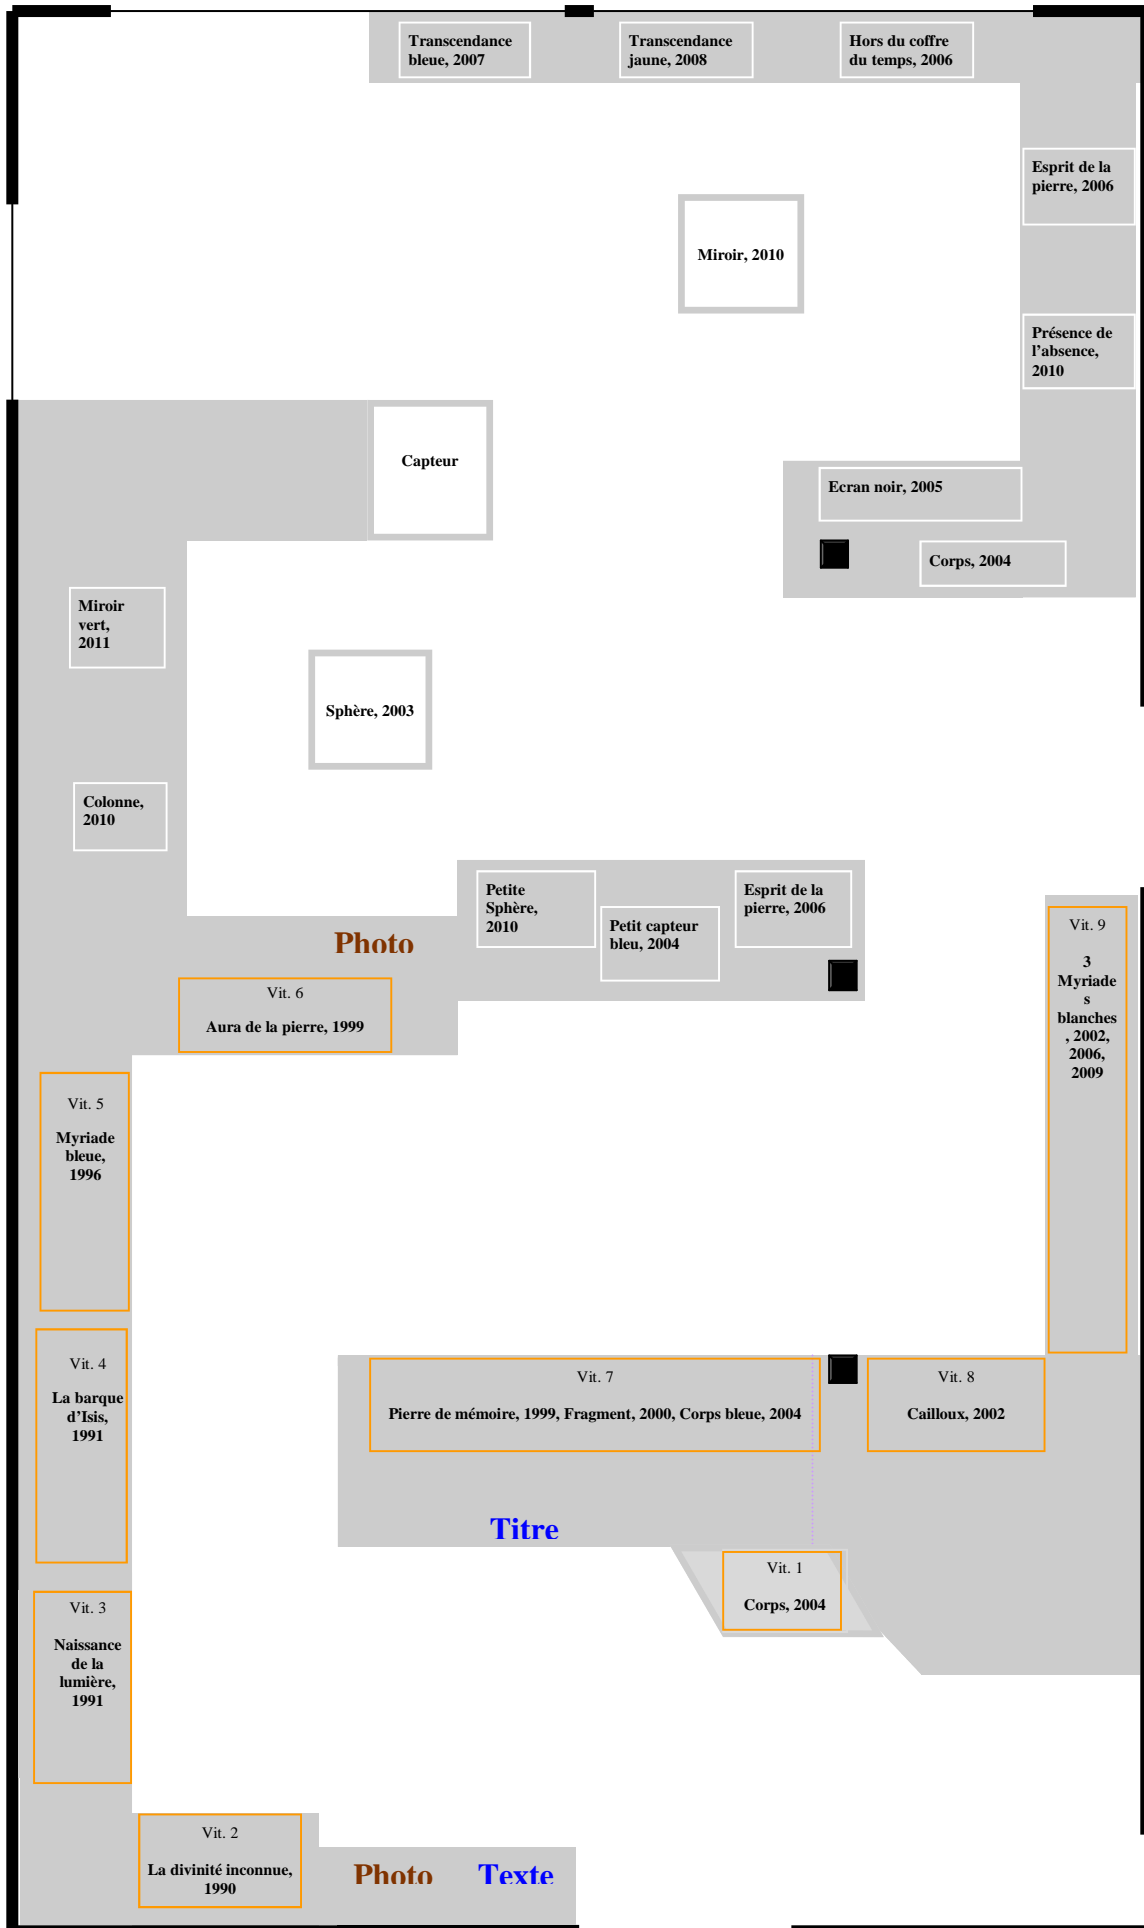 Transcendance
bleue, 2007
Transcendance
jaune, 2008
Hors du coffre
du temps, 2006
Esprit de la
pierre, 2006
Miroir, 2010
Présence de
l’absence,
2010
Capteur
Ecran noir, 2005
Corps, 2004
Miroir
vert,
2011
Sphère, 2003
Colonne,
2010
Petite
Sphère,
2010
Petit capteur
bleu, 2004
Esprit de la
pierre, 2006
Photo
Vit. 6
Aura de la pierre, 1999
Vit. 9
3
Myriade
s
blanches
, 2002,
2006,
2009
Vit. 5
Myriade
bleue,
1996
Vit. 4
La barque
d’Isis,
1991
Vit. 7
Pierre de mémoire, 1999, Fragment, 2000, Corps bleue, 2004
Vit. 8
Cailloux, 2002
Titre
Vit. 1
Corps, 2004
Vit. 3
Naissance
de la
lumière,
1991
Vit. 2
La divinité inconnue,
1990
Photo
Texte